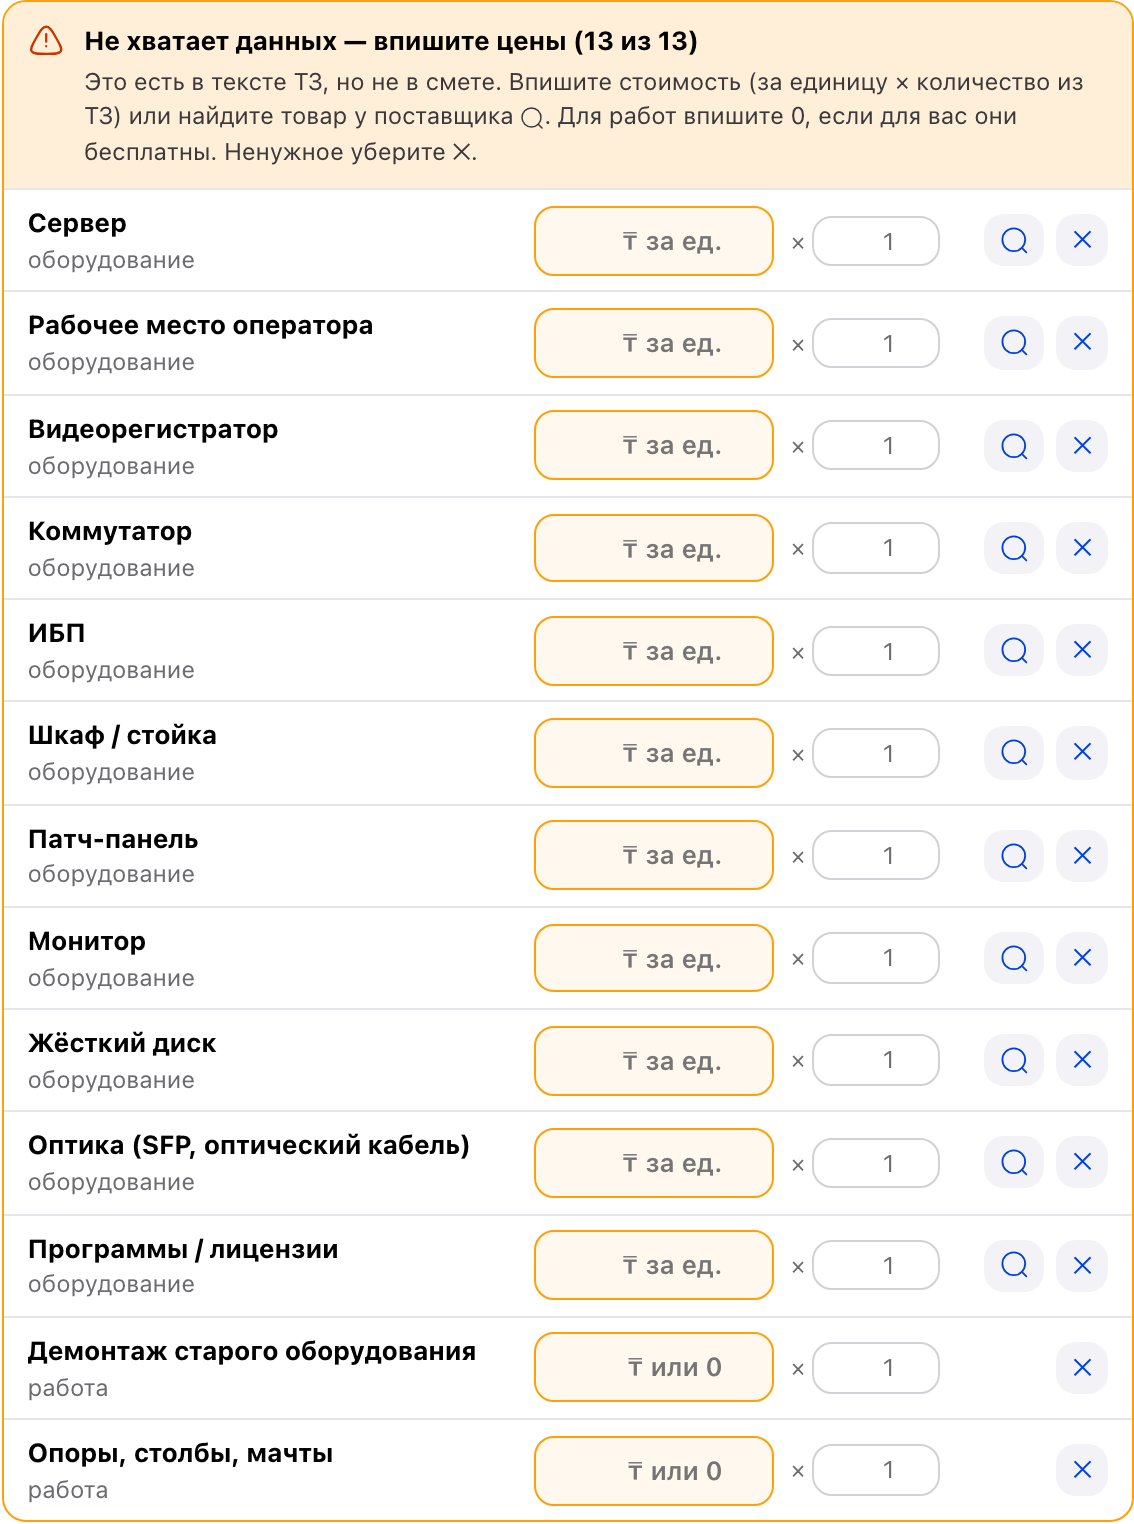 Не хватает данных — впишите цены (13 из 13)
Это есть в тексте ТЗ, но не в смете. Впишите стоимость (за единицу × количество из
ТЗ) или найдите товар у поставщика. Для работ впишите 0, если для вас они
бесплатны. Ненужное уберите ✕.
Сервер
оборудование
₸ за ед. × 1
Рабочее место оператора
оборудование
₸ за ед. × 1
Видеорегистратор
оборудование
₸ за ед. × 1
Коммутатор
оборудование
₸ за ед. × 1
ИБП
оборудование
₸ за ед. × 1
Шкаф / стойка
оборудование
₸ за ед. × 1
Патч-панель
оборудование
₸ за ед. × 1
Монитор
оборудование
₸ за ед. × 1
Жёсткий диск
оборудование
₸ за ед. × 1
Оптика (SFP, оптический кабель)
оборудование
₸ за ед. × 1
Программы / лицензии
оборудование
₸ за ед. × 1
Демонтаж старого оборудования
работа
₸ или 0 × 1
Опоры, столбы, мачты
работа
₸ или 0 × 1